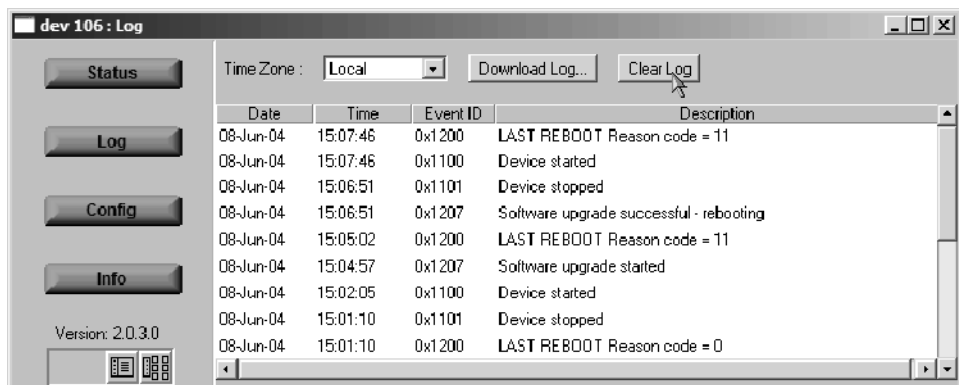 dev 106 : Log
Status
Log
Config
Info
Version: 2.0.3.0
Time Zone : Local Download Log... Clear Log
Date Time Event ID Description
08-Jun-04 15:07:46 0x1200 LAST REBOOT Reason code = 11
08-Jun-04 15:07:46 0x1100 Device started
08-Jun-04 15:06:51 0x1101 Device stopped
08-Jun-04 15:06:51 0x1207 Software upgrade successful - rebooting
08-Jun-04 15:05:02 0x1200 LAST REBOOT Reason code = 11
08-Jun-04 15:04:57 0x1207 Software upgrade started
08-Jun-04 15:02:05 0x1100 Device started
08-Jun-04 15:01:10 0x1101 Device stopped
08-Jun-04 15:01:10 0x1200 LAST REBOOT Reason code = 0